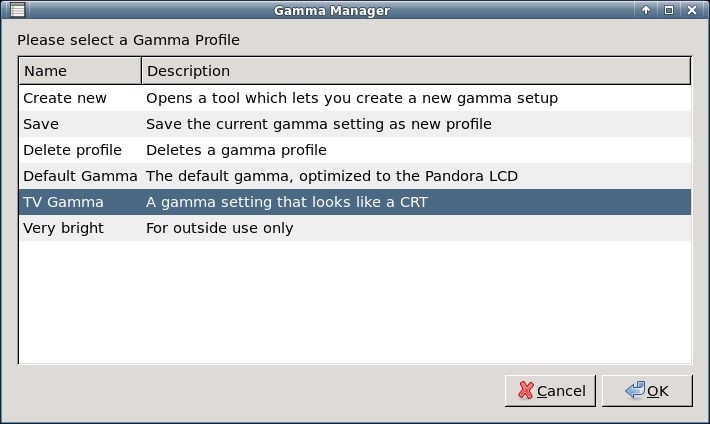 Gamma Manager
Please select a Gamma Profile
Name Description
Create new Opens a tool which lets you create a new gamma setup
Save Save the current gamma setting as new profile
Delete profile Deletes a gamma profile
Default Gamma The default gamma, optimized to the Pandora LCD
TV Gamma A gamma setting that looks like a CRT
Very bright For outside use only
Cancel OK